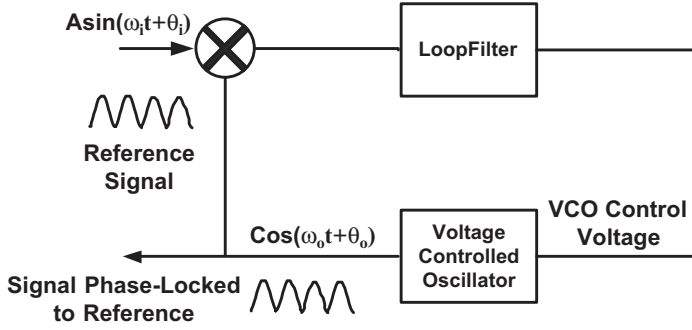 Asin(ωᵢt+θᵢ)
LoopFilter
Reference
Signal
Cos(ωₒt+θₒ)
Voltage
Controlled
Oscillator
VCO Control
Voltage
Signal Phase-Locked
to Reference